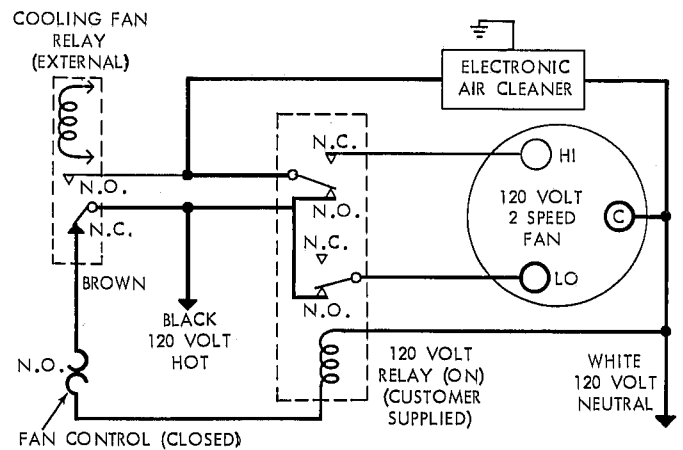 COOLING FAN
RELAY
(EXTERNAL)
ELECTRONIC
AIR CLEANER
N.C.
HI
N.O.
N.O.
120 VOLT
2 SPEED
FAN
C
N.C.
N.C.
BROWN
LO
N.O.
BLACK
120 VOLT
HOT
N.O.
120 VOLT
RELAY (ON)
(CUSTOMER
SUPPLIED)
WHITE
120 VOLT
NEUTRAL
FAN CONTROL (CLOSED)